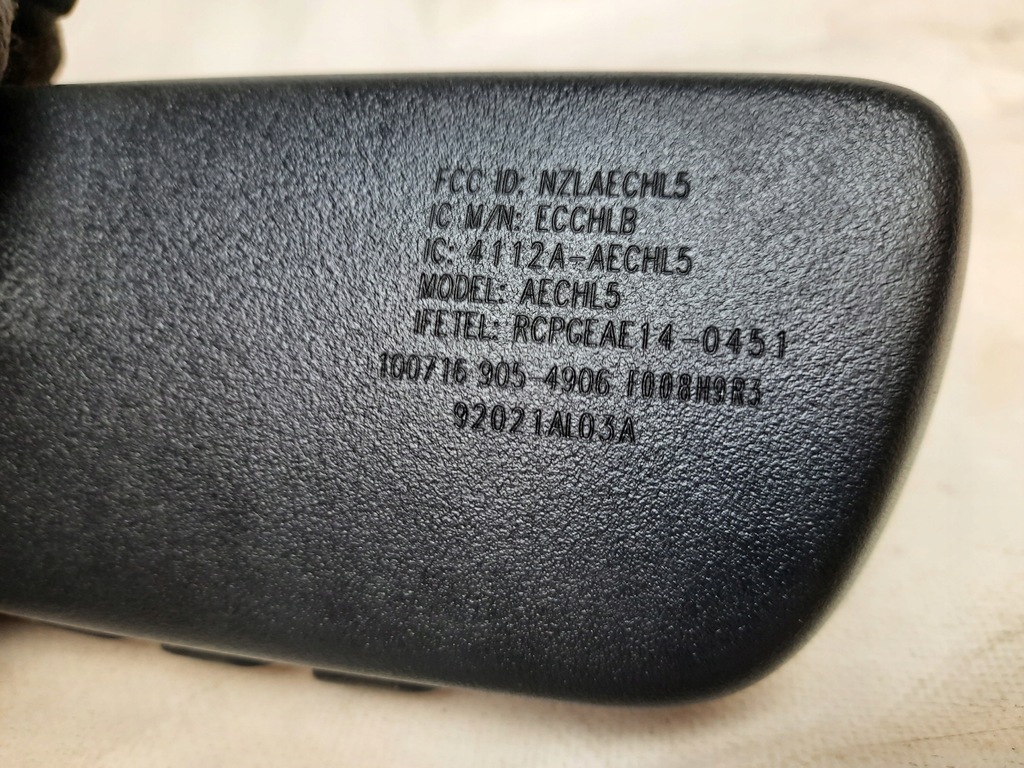 FCC ID: NZLAECHL5
IC M/N: ECCHLB
IC: 4112A-AECHL5
MODEL: AECHL5
IFETEL: RCPGEAE14-0451
100716 905-4906 F008H9R3
92021AL03A